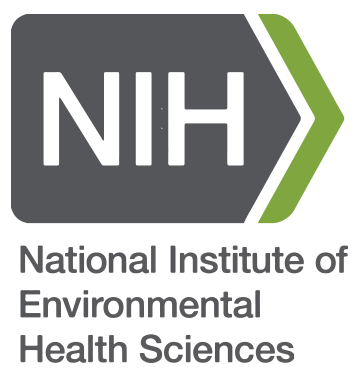 NIH
National Institute of
Environmental
Health Sciences